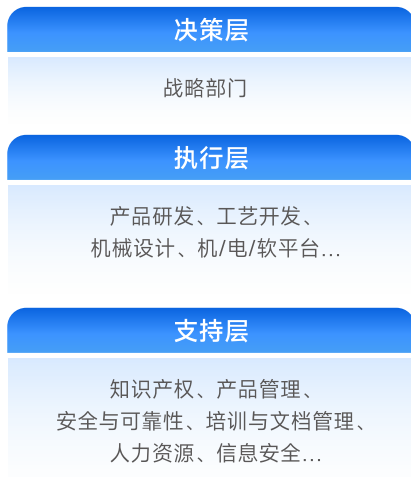 决策层
战略部门
执行层
产品研发、工艺开发、
机械设计、机/电/软平台...
支持层
知识产权、产品管理、
安全与可靠性、培训与文档管理、
人力资源、信息安全...